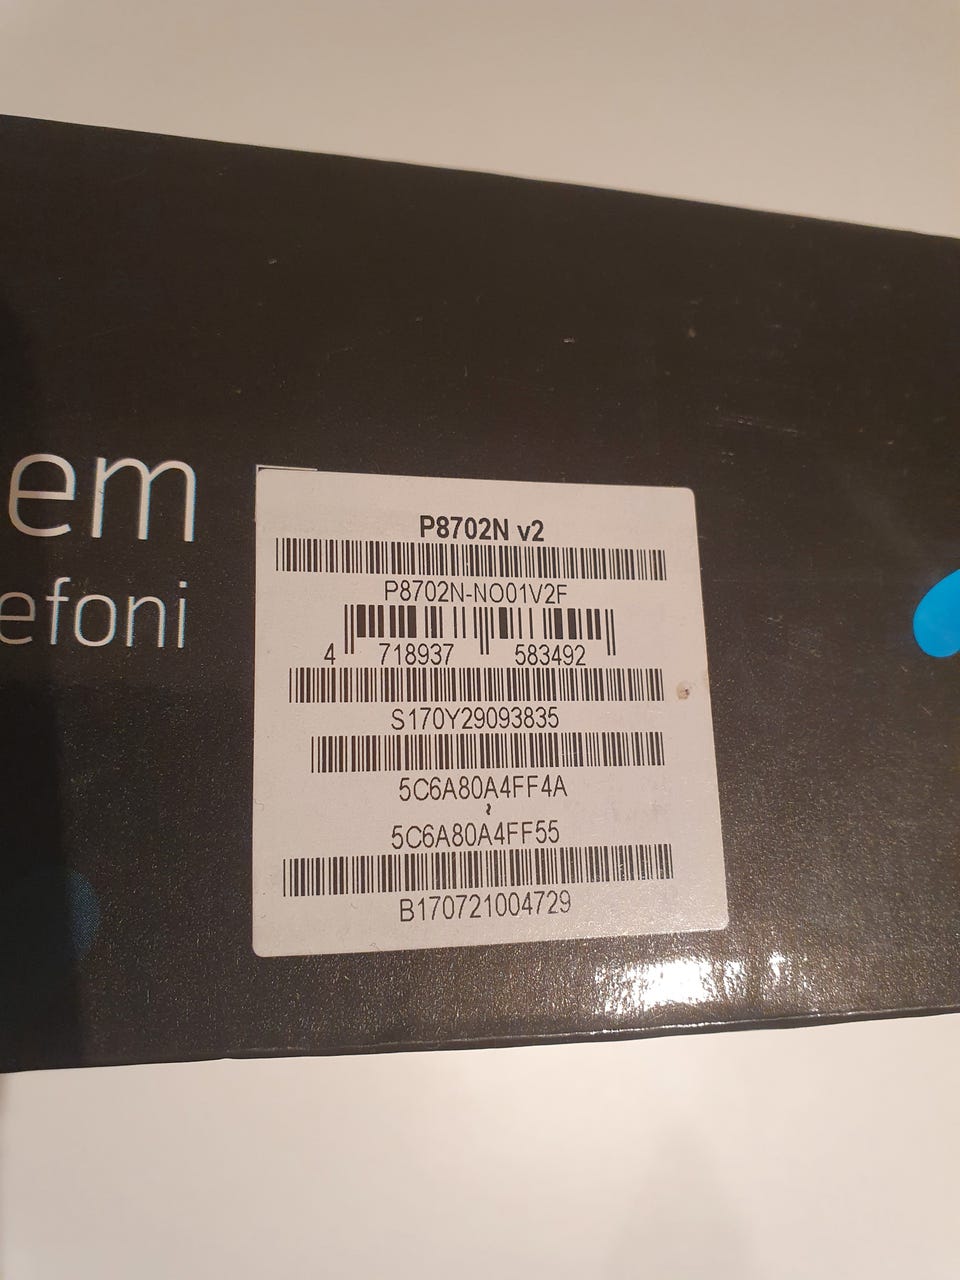 em
efoni
P8702N v2
P8702N-NO01V2F
4 718937 583492
S170Y29093835
5C6A80A4FF4A
~
5C6A80A4FF55
B170721004729